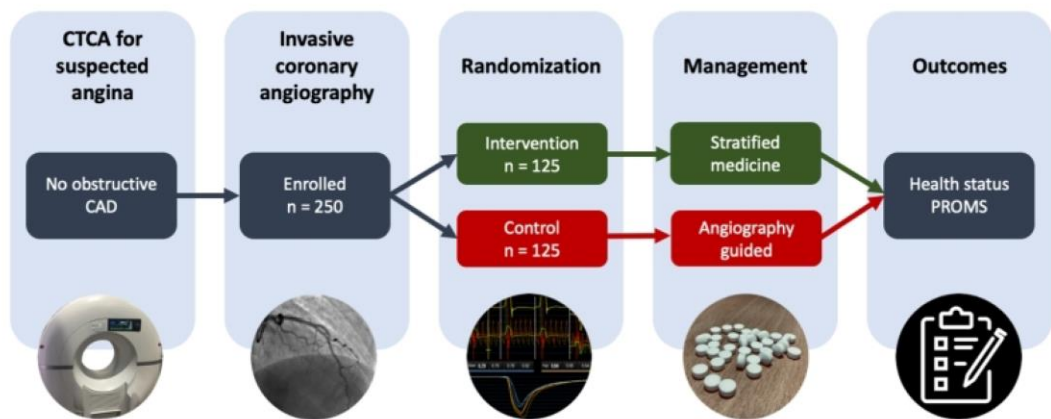 CTCA for
suspected
angina
No obstructive
CAD
Invasive
coronary
angiography
Enrolled
n = 250
Randomization
Intervention
n = 125
Control
n = 125
Management
Stratified
medicine
Angiography
guided
Outcomes
Health status
PROMS